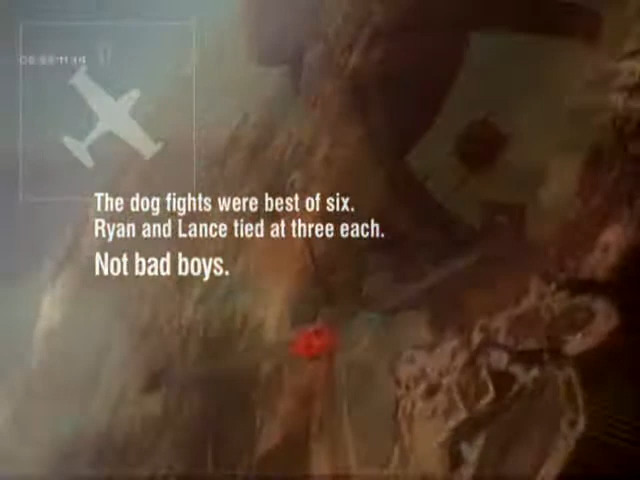 The dog fights were best of six.
Ryan and Lance tied at three each.
Not bad boys.